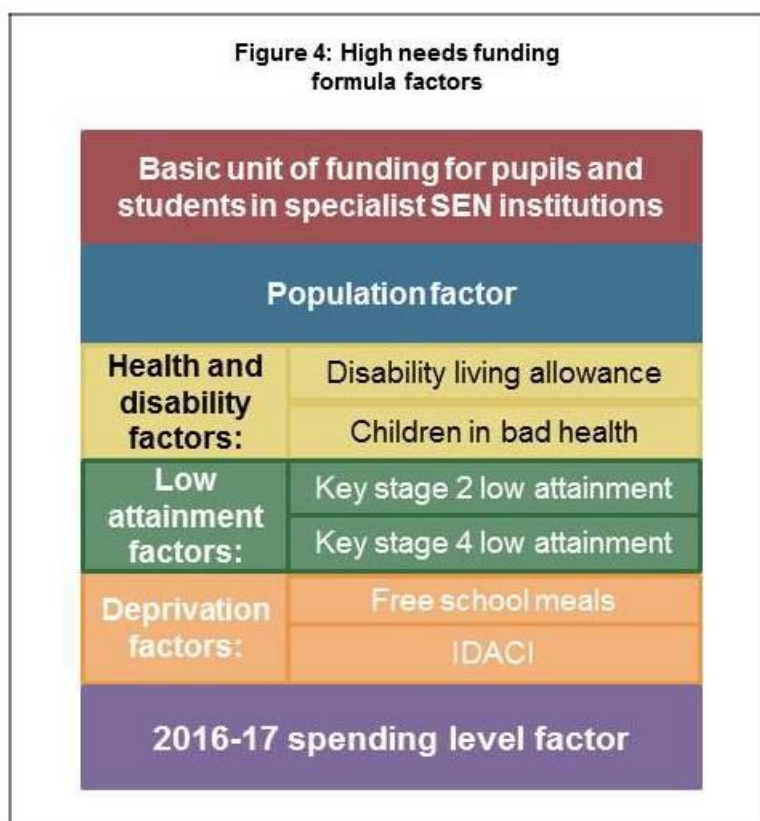 Figure 4: High needs funding
formula factors
Basic unit of funding for pupils and
students in specialist SEN institutions
Population factor
Health and
disability
factors:
Disability living allowance
Children in bad health
Low
attainment
factors:
Key stage 2 low attainment
Key stage 4 low attainment
Deprivation
factors:
Free school meals
IDACI
2016-17 spending level factor